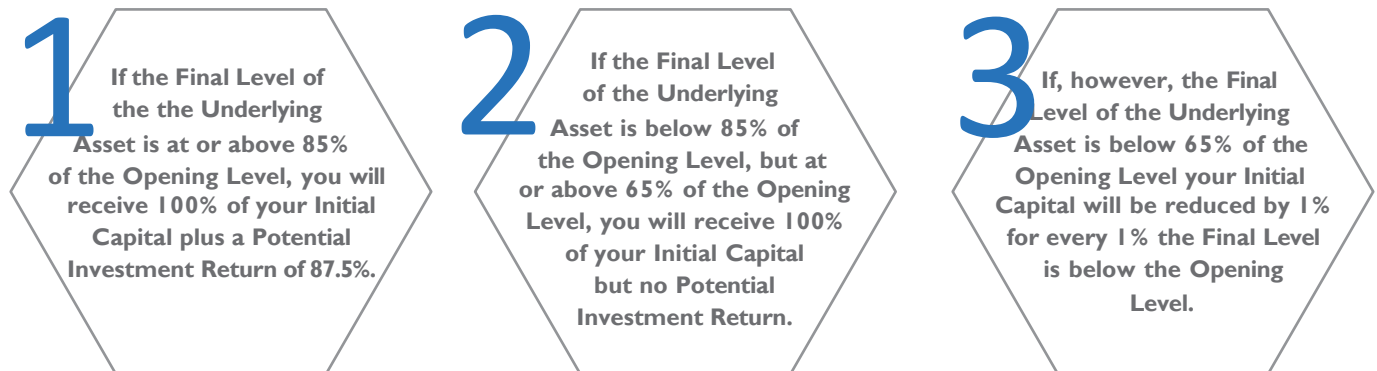 1
If the Final Level of
the the Underlying
Asset is at or above 85%
of the Opening Level, you will
receive 100% of your Initial
Capital plus a Potential
Investment Return of 87.5%.
2
If the Final Level
of the Underlying
Asset is below 85% of
the Opening Level, but at
or above 65% of the Opening
Level, you will receive 100%
of your Initial Capital
but no Potential
Investment Return.
3
If, however, the Final
Level of the Underlying
Asset is below 65% of the
Opening Level your Initial
Capital will be reduced by 1%
for every 1% the Final Level
is below the Opening
Level.